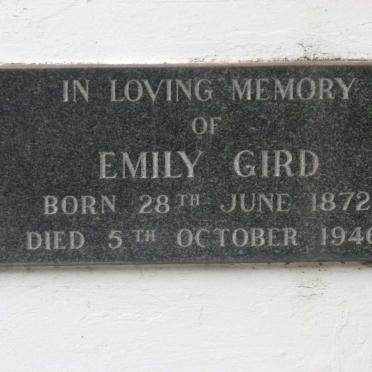 IN LOVING MEMORY
OF
EMILY GIRD
BORN 28TH JUNE 1872
DIED 5TH OCTOBER 1946